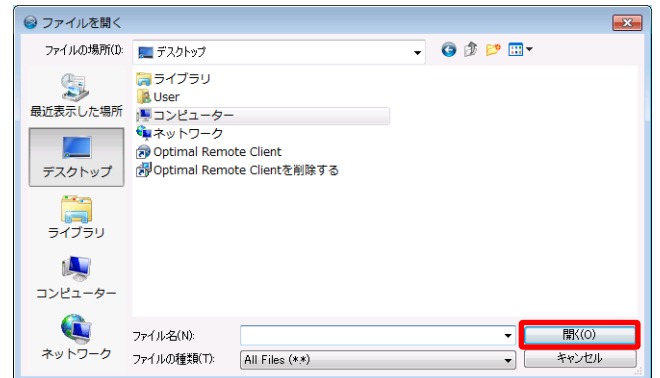 ファイルを開く
ファイルの場所(I):
デスクトップ
最近表示した場所
デスクトップ
ライブラリ
コンピューター
ネットワーク
ライブラリ
User
コンピューター
ネットワーク
Optimal Remote Client
Optimal Remote Clientを削除する
ファイル名(N):
開く(O)
ファイルの種類(T):
All Files (**)
キャンセル